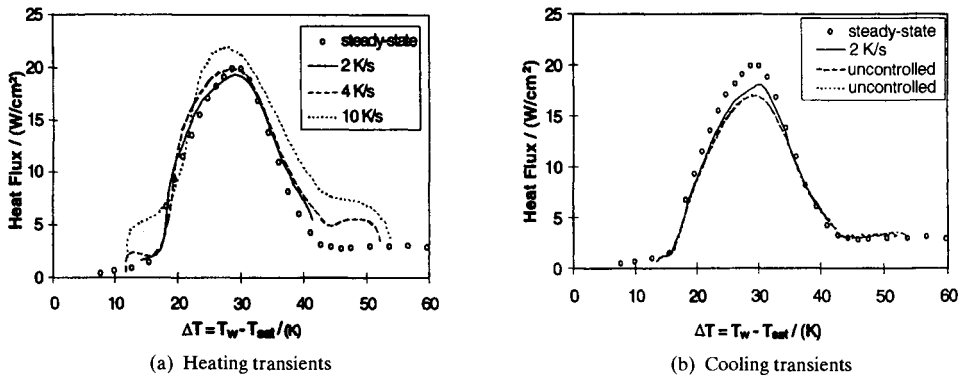 (a)
25
20
15
10
5
0
Heat Flux / (W/cm²)
steady-state
2 K/s
4 K/s
10 K/s
0 10 20 30 40 50 60
ΔT = Tw - Tsat / (K)
(a) Heating transients
(b)
25
20
15
10
5
0
Heat Flux / (W/cm²)
steady-state
2 K/s
uncontrolled
uncontrolled
0 10 20 30 40 50 60
ΔT = Tw - Tsat / (K)
(b) Cooling transients